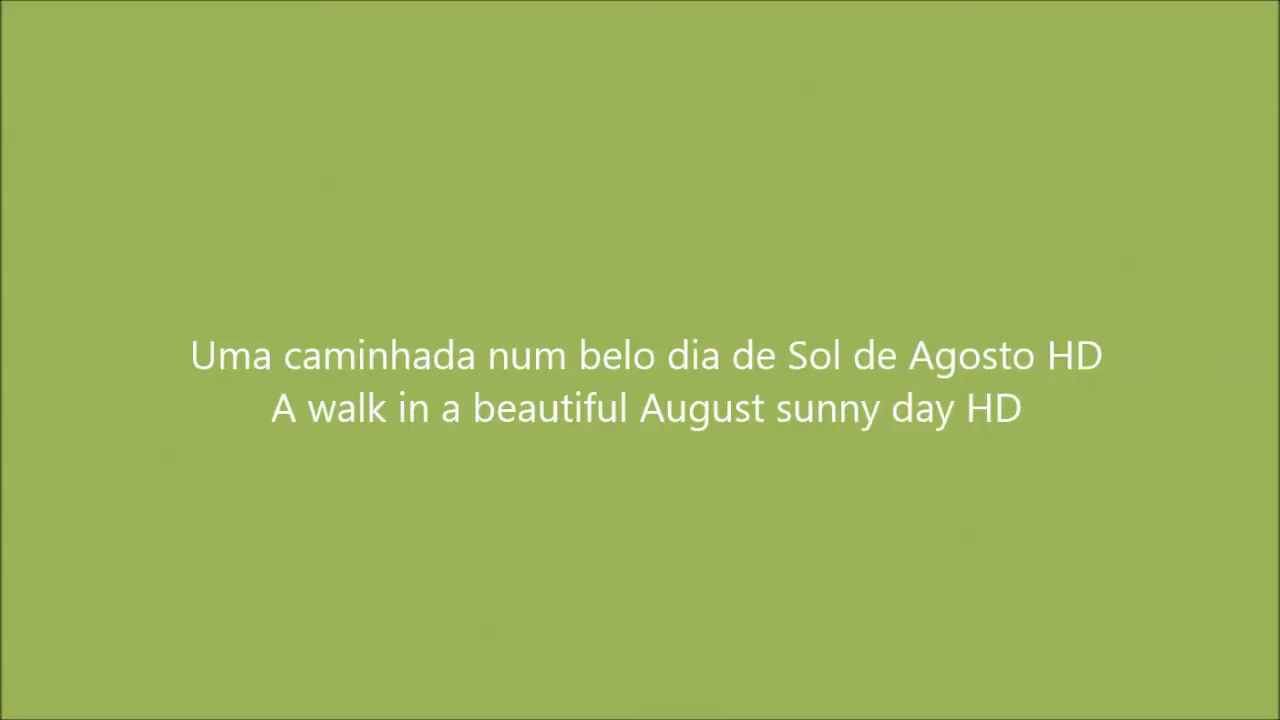 Uma caminhada num belo dia de Sol de Agosto HD
A walk in a beautiful August sunny day HD